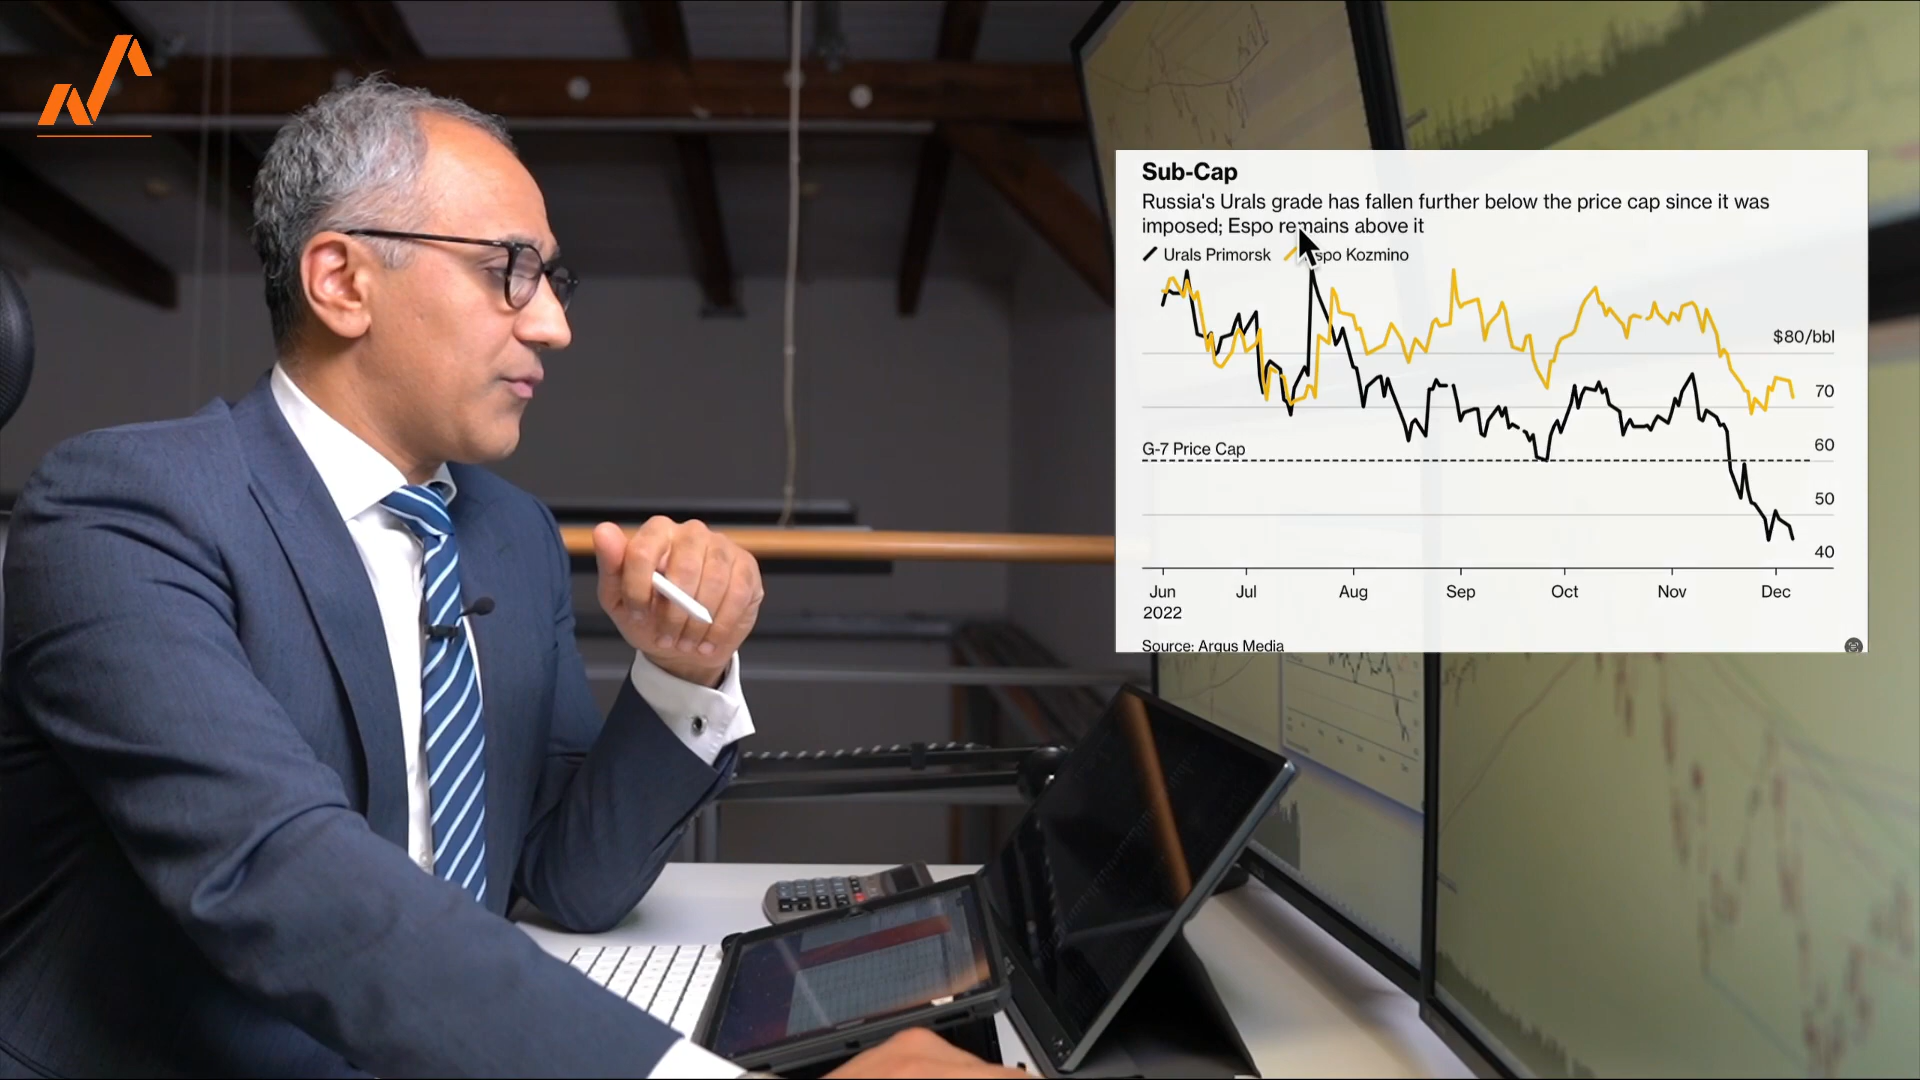 Sub-Cap
Russia's Urals grade has fallen further below the price cap since it was
imposed; Espo remains above it
Urals Primorsk
spo Kozmino
$80/bbl
70
G-7 Price Cap
60
50
40
Jun
Jul
Aug
Sep
Oct
Nov
Dec
2022
Source: Argus Media